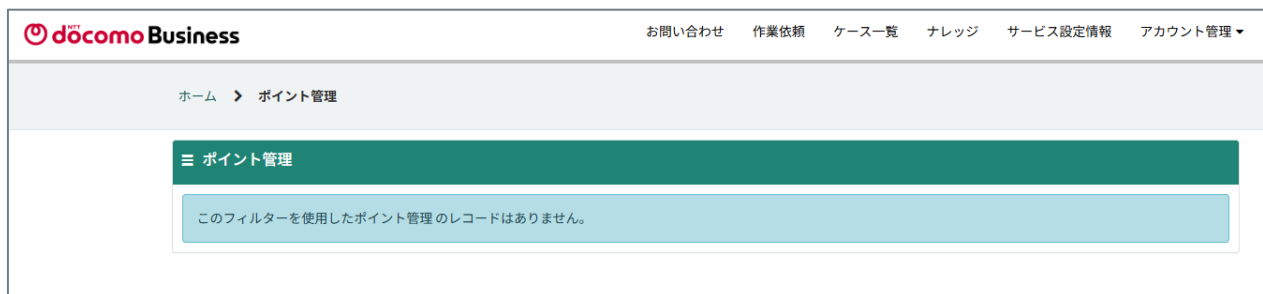 NTT docomo Business お問い合わせ 作業依頼 ケース一覧 ナレッジ サービス設定情報 アカウント管理
ホーム > ポイント管理
ポイント管理
このフィルターを使用したポイント管理 のレコードはありません。